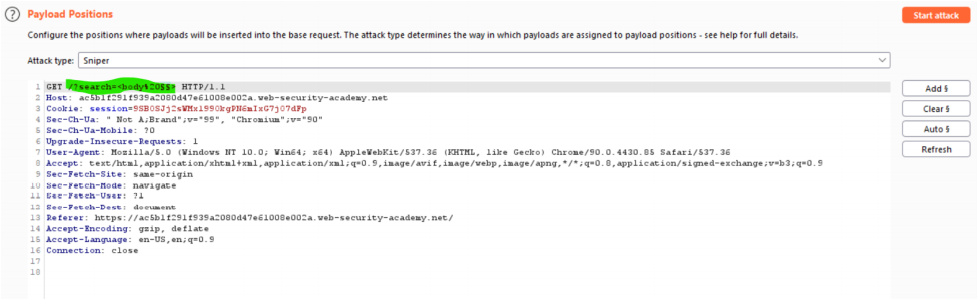 Payload Positions
Start attack
Configure the positions where payloads will be inserted into the base request. The attack type determines the way in which payloads are assigned to payload positions - see help for full details.
Attack type: Sniper
1 GET /?search=<body%20§§> HTTP/1.1
2 Host: ac5b1f291f939a2080d47e61008e002a.web-security-academy.net
3 Cookie: session=9SBOSJj2sWMx1990kgPN6mIxG7j07dFp
4 Sec-Ch-Ua: " Not A;Brand";v="99", "Chromium";v="90"
5 Sec-Ch-Ua-Mobile: ?0
6 Upgrade-Insecure-Requests: 1
7 User-Agent: Mozilla/5.0 (Windows NT 10.0; Win64; x64) AppleWebKit/537.36 (KHTML, like Gecko) Chrome/90.0.4430.85 Safari/537.36
8 Accept: text/html,application/xhtml+xml,application/xml;q=0.9,image/avif,image/webp,image/apng,*/*;q=0.8,application/signed-exchange;v=b3;q=0.9
9 Sec-Fetch-Site: same-origin
10 Sec-Fetch-Mode: navigate
11 Sec-Fetch-User: ?1
12 Sec-Fetch-Dest: document
13 Referer: https://ac5b1f291f939a2080d47e61008e002a.web-security-academy.net/
14 Accept-Encoding: gzip, deflate
15 Accept-Language: en-US,en;q=0.9
16 Connection: close
17
18
Add §
Clear §
Auto §
Refresh